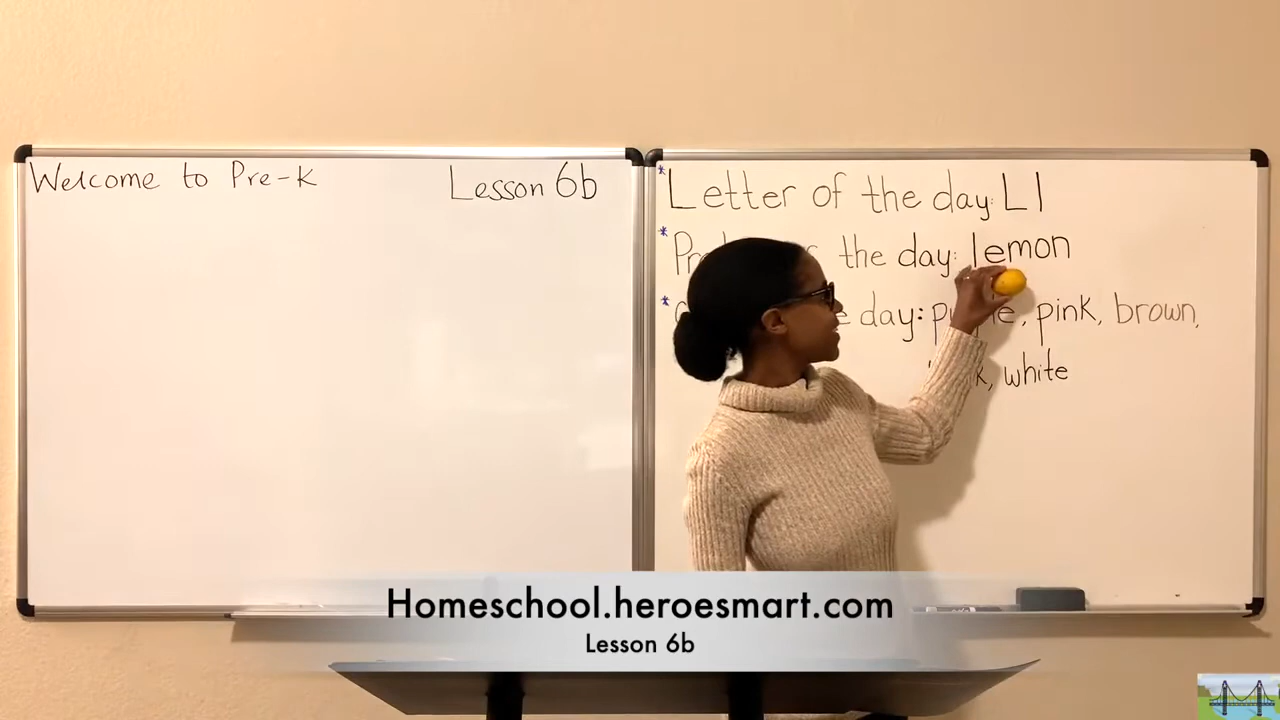 Welcome to Pre-K
Lesson 6b
* Letter of the day: Ll
* the day: lemon
* day: pink, brown,
white
Homeschool.heroesmart.com
Lesson 6b